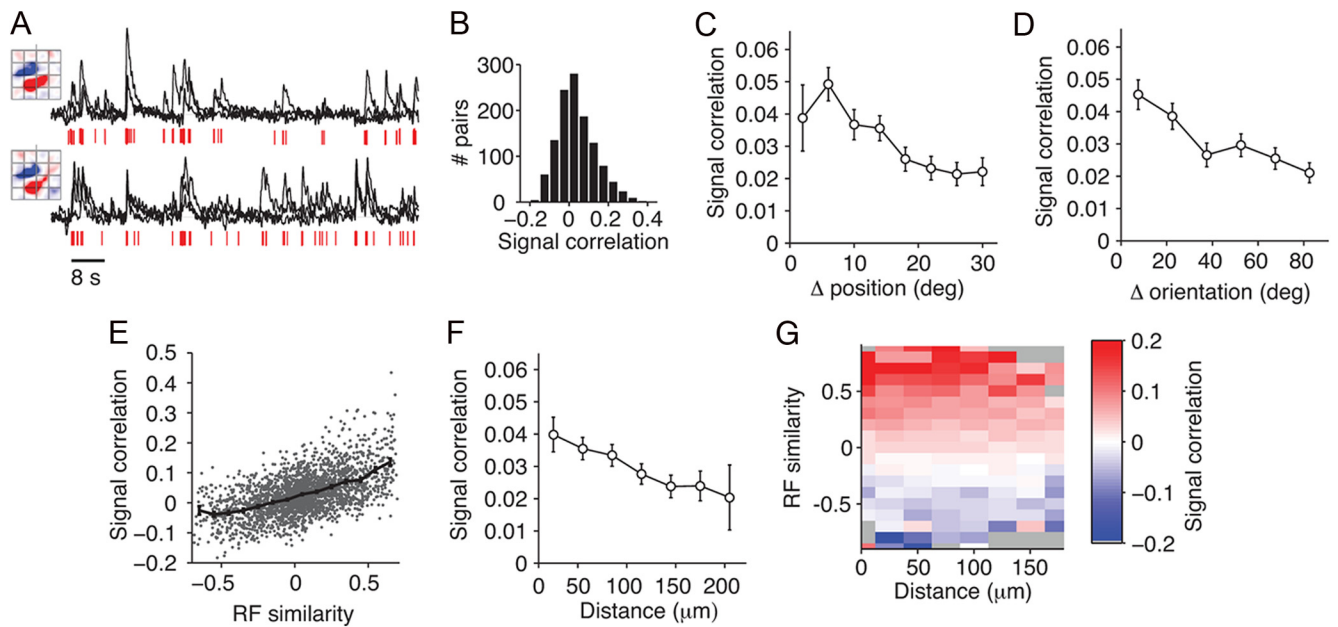 A
8 s
B
300
200
100
0
# pairs
−0.2 0 0.2 0.4
Signal correlation
C
0.06
0.05
0.04
0.03
0.02
0.01
0
Signal correlation
0 10 20 30
Δ position (deg)
D
0.06
0.05
0.04
0.03
0.02
0.01
0
Signal correlation
0 20 40 60 80
Δ orientation (deg)
E
0.5
0.4
0.3
0.2
0.1
0
−0.1
−0.2
Signal correlation
−0.5 0 0.5
RF similarity
F
0.06
0.05
0.04
0.03
0.02
0.01
0
Signal correlation
0 50 100 150 200
Distance (μm)
G
0.5
0
-0.5
RF similarity
0 50 100 150
Distance (μm)
0.2
0.1
0
−0.1
−0.2
Signal correlation